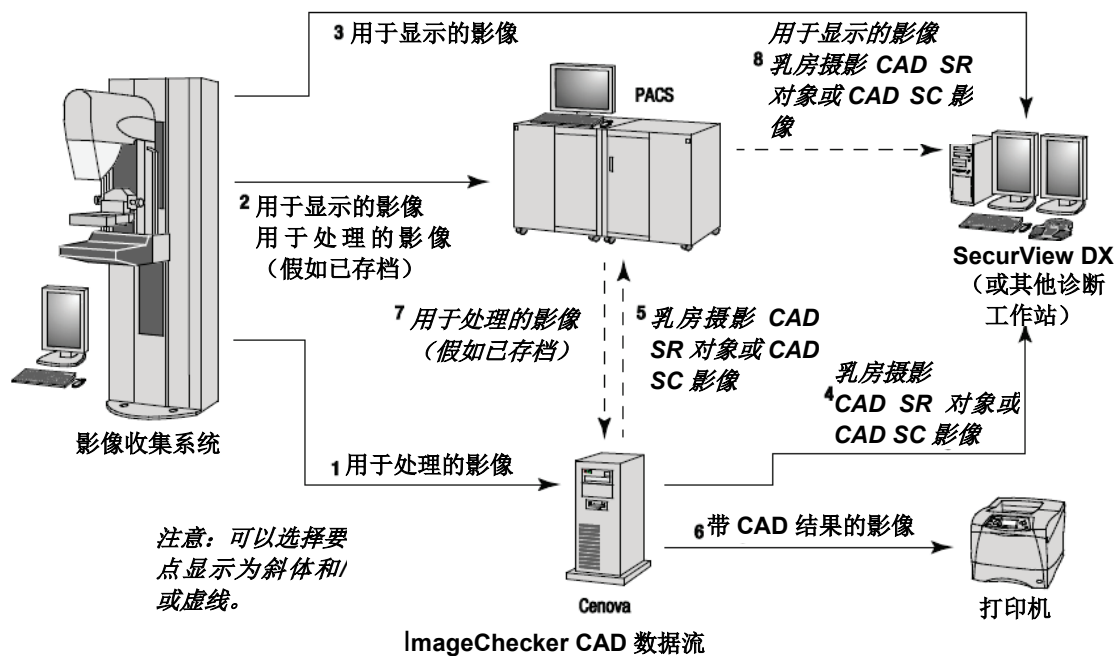 3 用于显示的影像
用于显示的影像
8 乳房摄影 CAD SR
对象或 CAD SC 影
像
PACS
2 用于显示的影像
用于处理的影像
（假如已存档）
SecurView DX
（或其他诊断
工作站）
7 用于处理的影像
（假如已存档）
5 乳房摄影 CAD
SR 对象或 CAD
SC 影像
乳房摄影
4 CAD SR 对象或
CAD SC 影像
影像收集系统
1 用于处理的影像
6 带 CAD 结果的影像
注意：可以选择要
点显示为斜体和/
或虚线。
Cenova
打印机
ImageChecker CAD 数据流